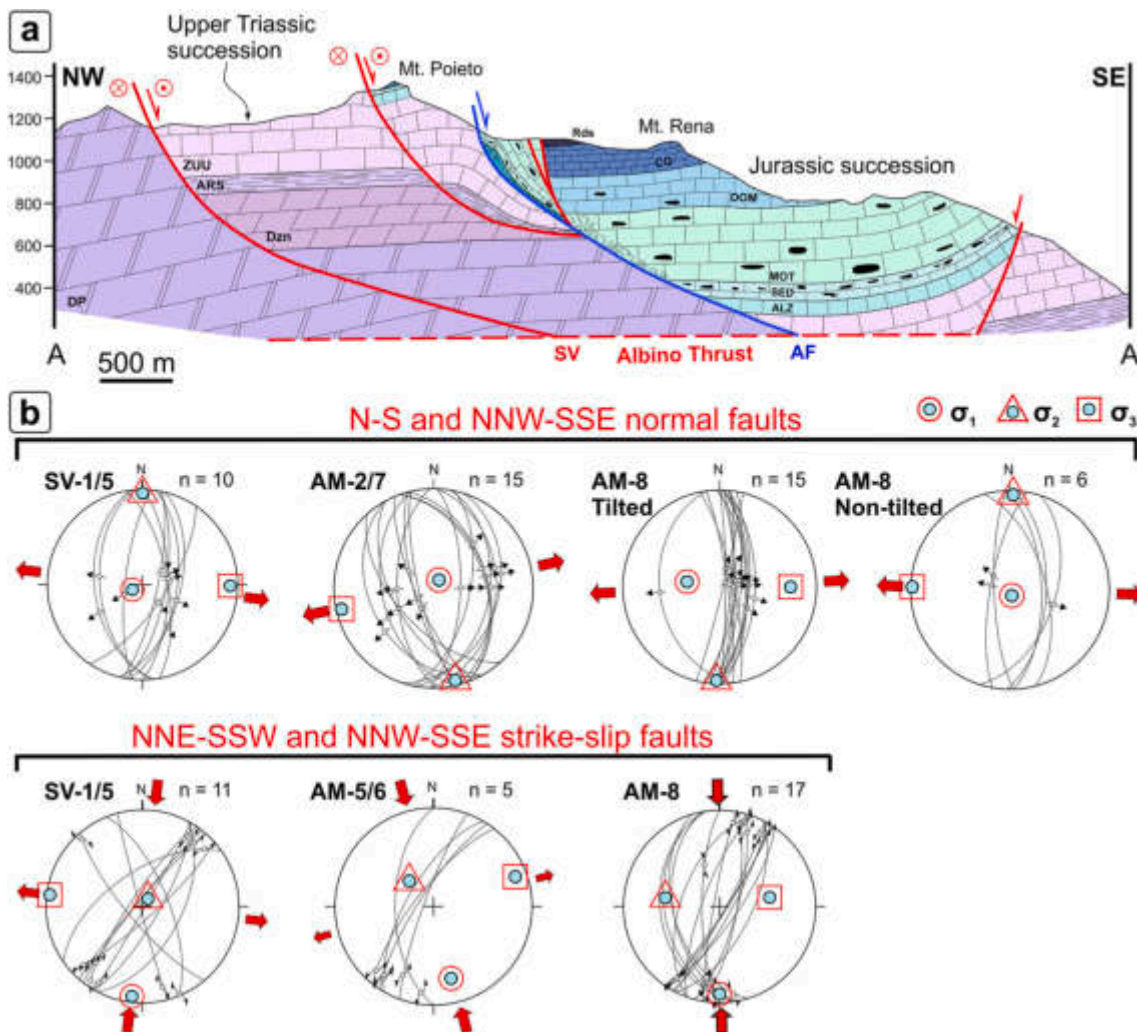 a
Upper Triassic
succession
1400
NW
Mt. Poieto
SE
1200
Rds
Mt. Rena
1000
ZUU
CO
Jurassic succession
ARS
800
DOM
600
Dzn
MOT
400
DP
SED
ALZ
A
SV
Albino Thrust
AF
A
500 m
b
N-S and NNW-SSE normal faults
σ1
σ2
σ3
SV-1/5
N
n = 10
AM-2/7
N
n = 15
AM-8
Tilted
N
n = 15
AM-8
Non-tilted
N
n = 6
NNE-SSW and NNW-SSE strike-slip faults
SV-1/5
N
n = 11
AM-5/6
N
n = 5
AM-8
N
n = 17